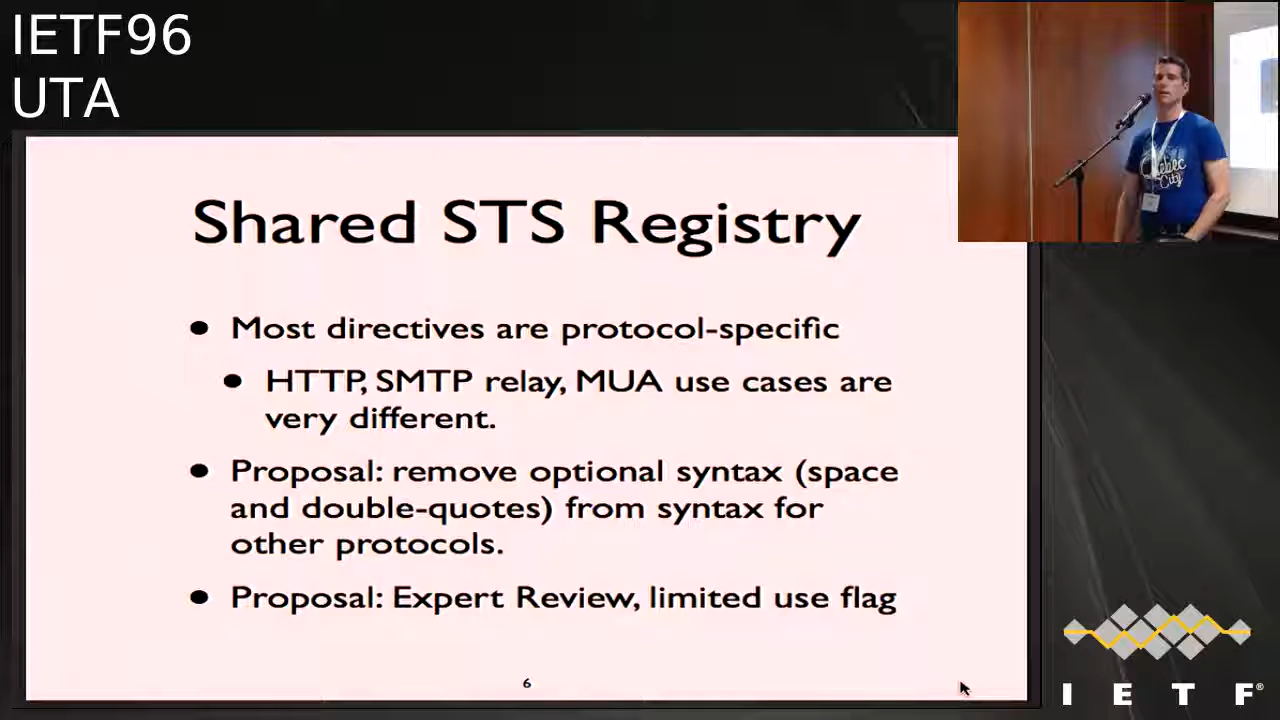 IETF96
UTA
Shared STS Registry
• Most directives are protocol-specific
• HTTP, SMTP relay, MUA use cases are
very different.
• Proposal: remove optional syntax (space
and double-quotes) from syntax for
other protocols.
• Proposal: Expert Review, limited use flag
6
Québec
City
I E T F®